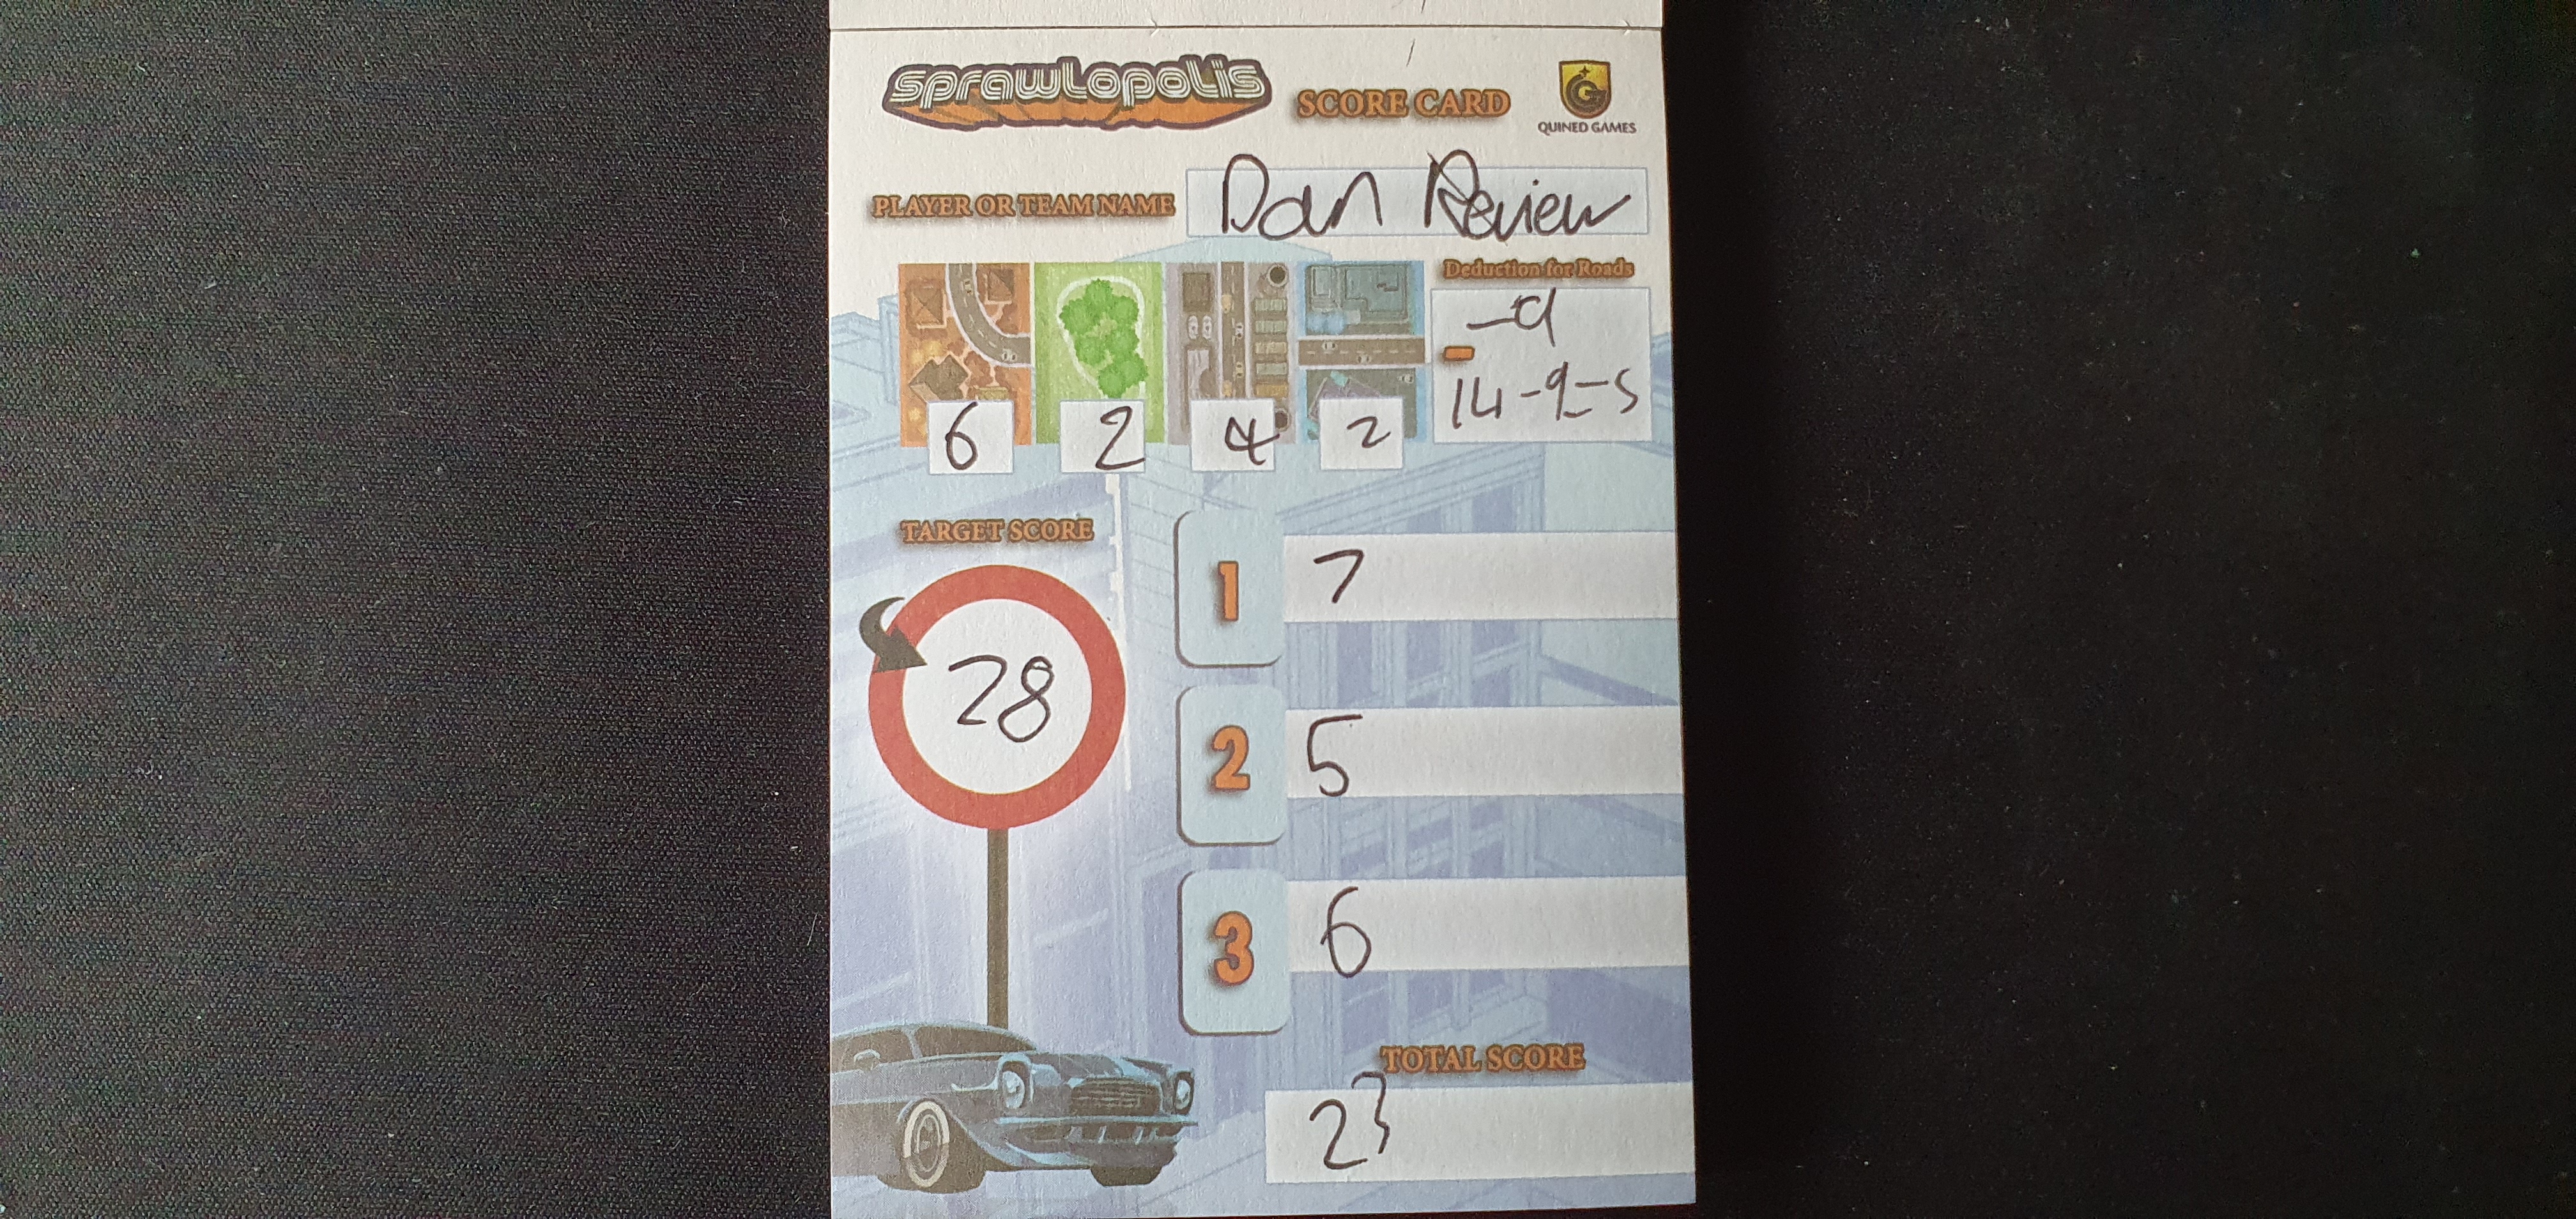 sprawlopolis SCORE CARD
QUINED GAMES
PLAYER OR TEAM NAME Dan Review
Deduction for Roads
-9
-
14-9=5
6 2 4 2
TARGET SCORE
28
1 7
2 5
3 6
TOTAL SCORE
23